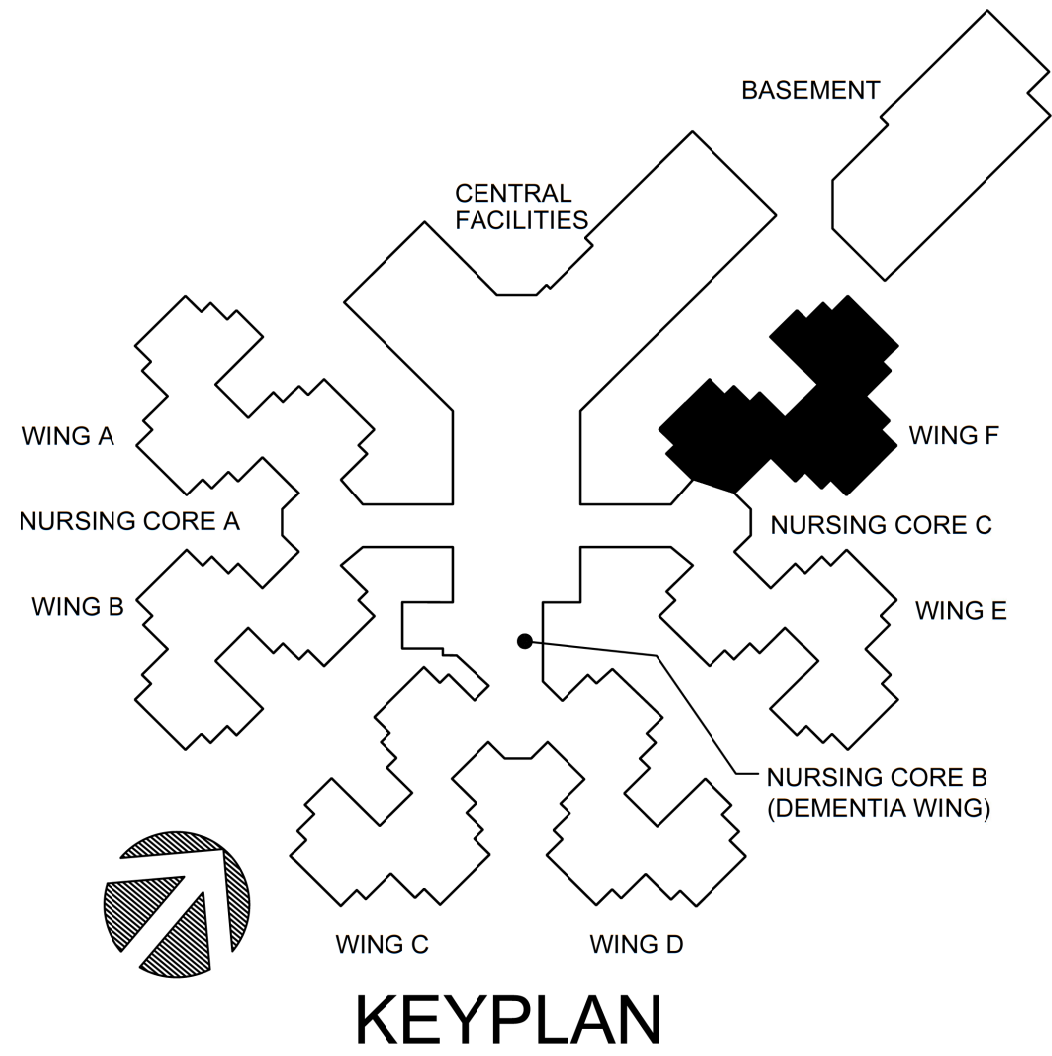 BASEMENT
CENTRAL
FACILITIES
WING A
WING F
NURSING CORE A
NURSING CORE C
WING B
WING E
NURSING CORE B
(DEMENTIA WING)
WING C
WING D
KEYPLAN